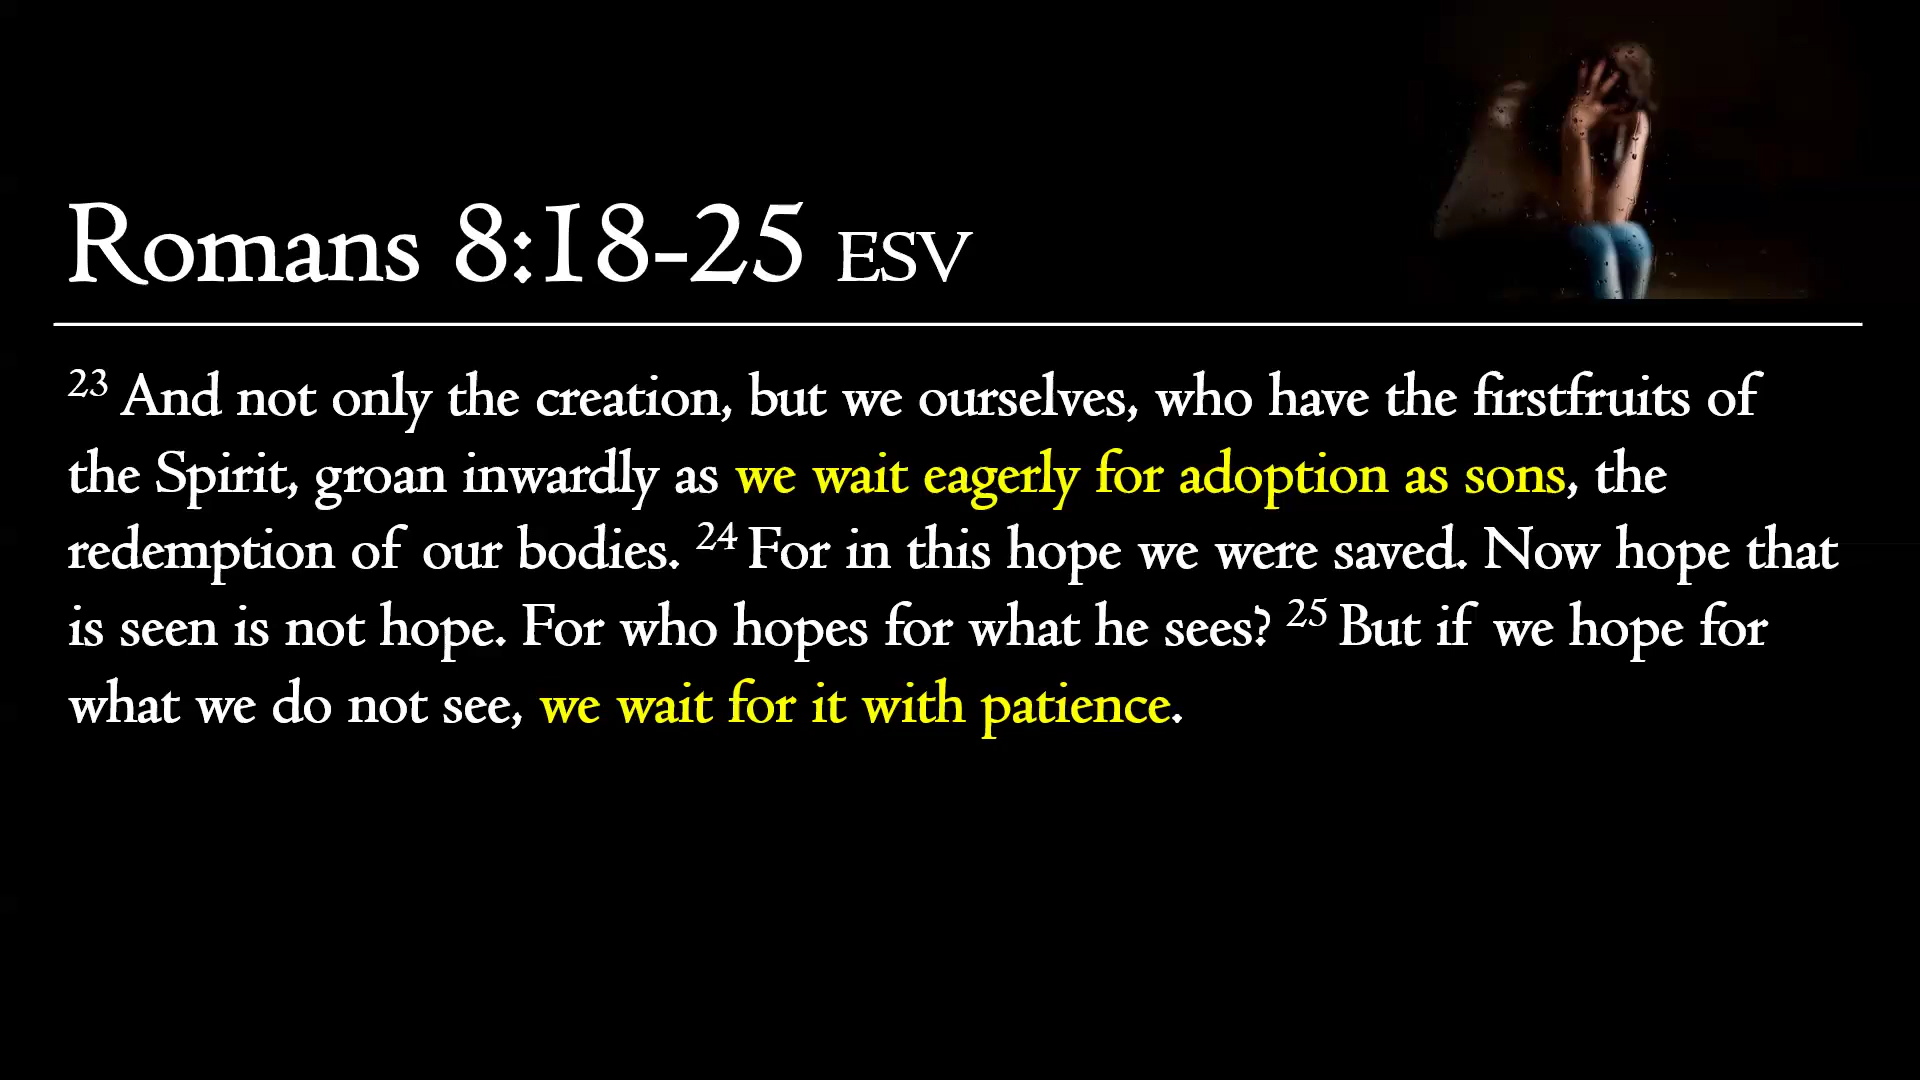 Romans 8:18-25 ESV
23 And not only the creation, but we ourselves, who have the firstfruits of
the Spirit, groan inwardly as we wait eagerly for adoption as sons, the
redemption of our bodies. 24 For in this hope we were saved. Now hope that
is seen is not hope. For who hopes for what he sees? 25 But if we hope for
what we do not see, we wait for it with patience.